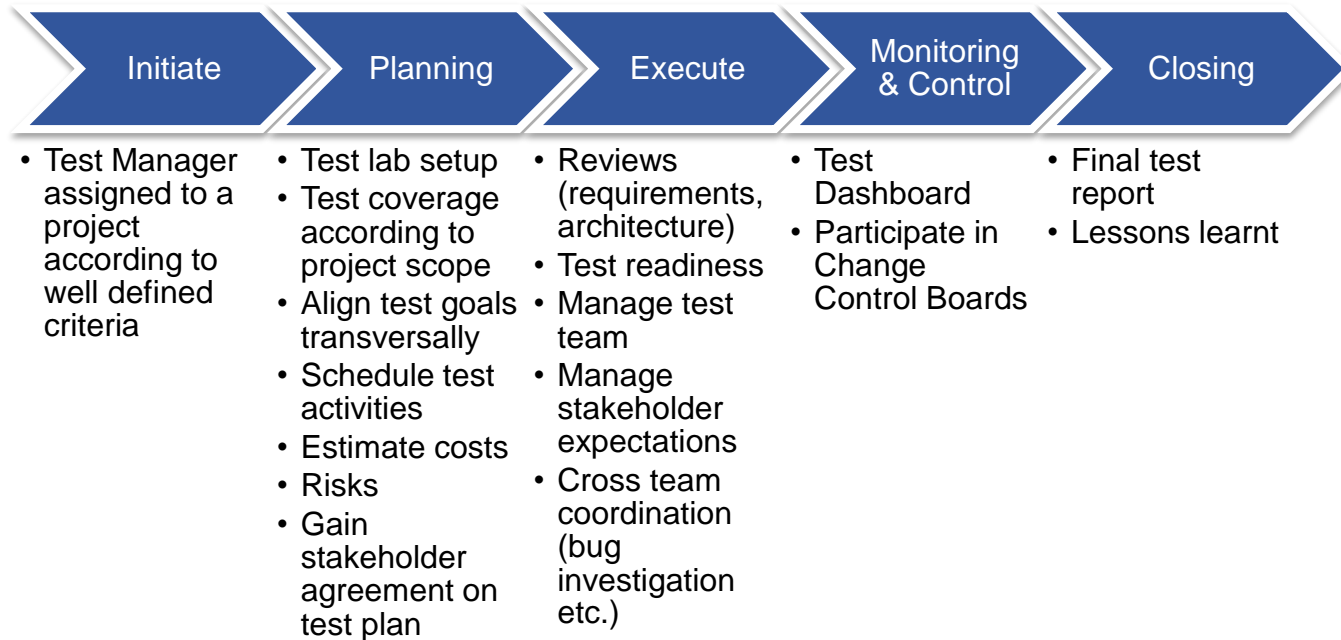 Initiate
Planning
Execute
Monitoring
& Control
Closing
• Test Manager
assigned to a
project
according to
well defined
criteria
• Test lab setup
• Test coverage
according to
project scope
• Align test goals
transversally
• Schedule test
activities
• Estimate costs
• Risks
• Gain
stakeholder
agreement on
test plan
• Reviews
(requirements,
architecture)
• Test readiness
• Manage test
team
• Manage
stakeholder
expectations
• Cross team
coordination
(bug
investigation
etc.)
• Test
Dashboard
• Participate in
Change
Control Boards
• Final test
report
• Lessons learnt